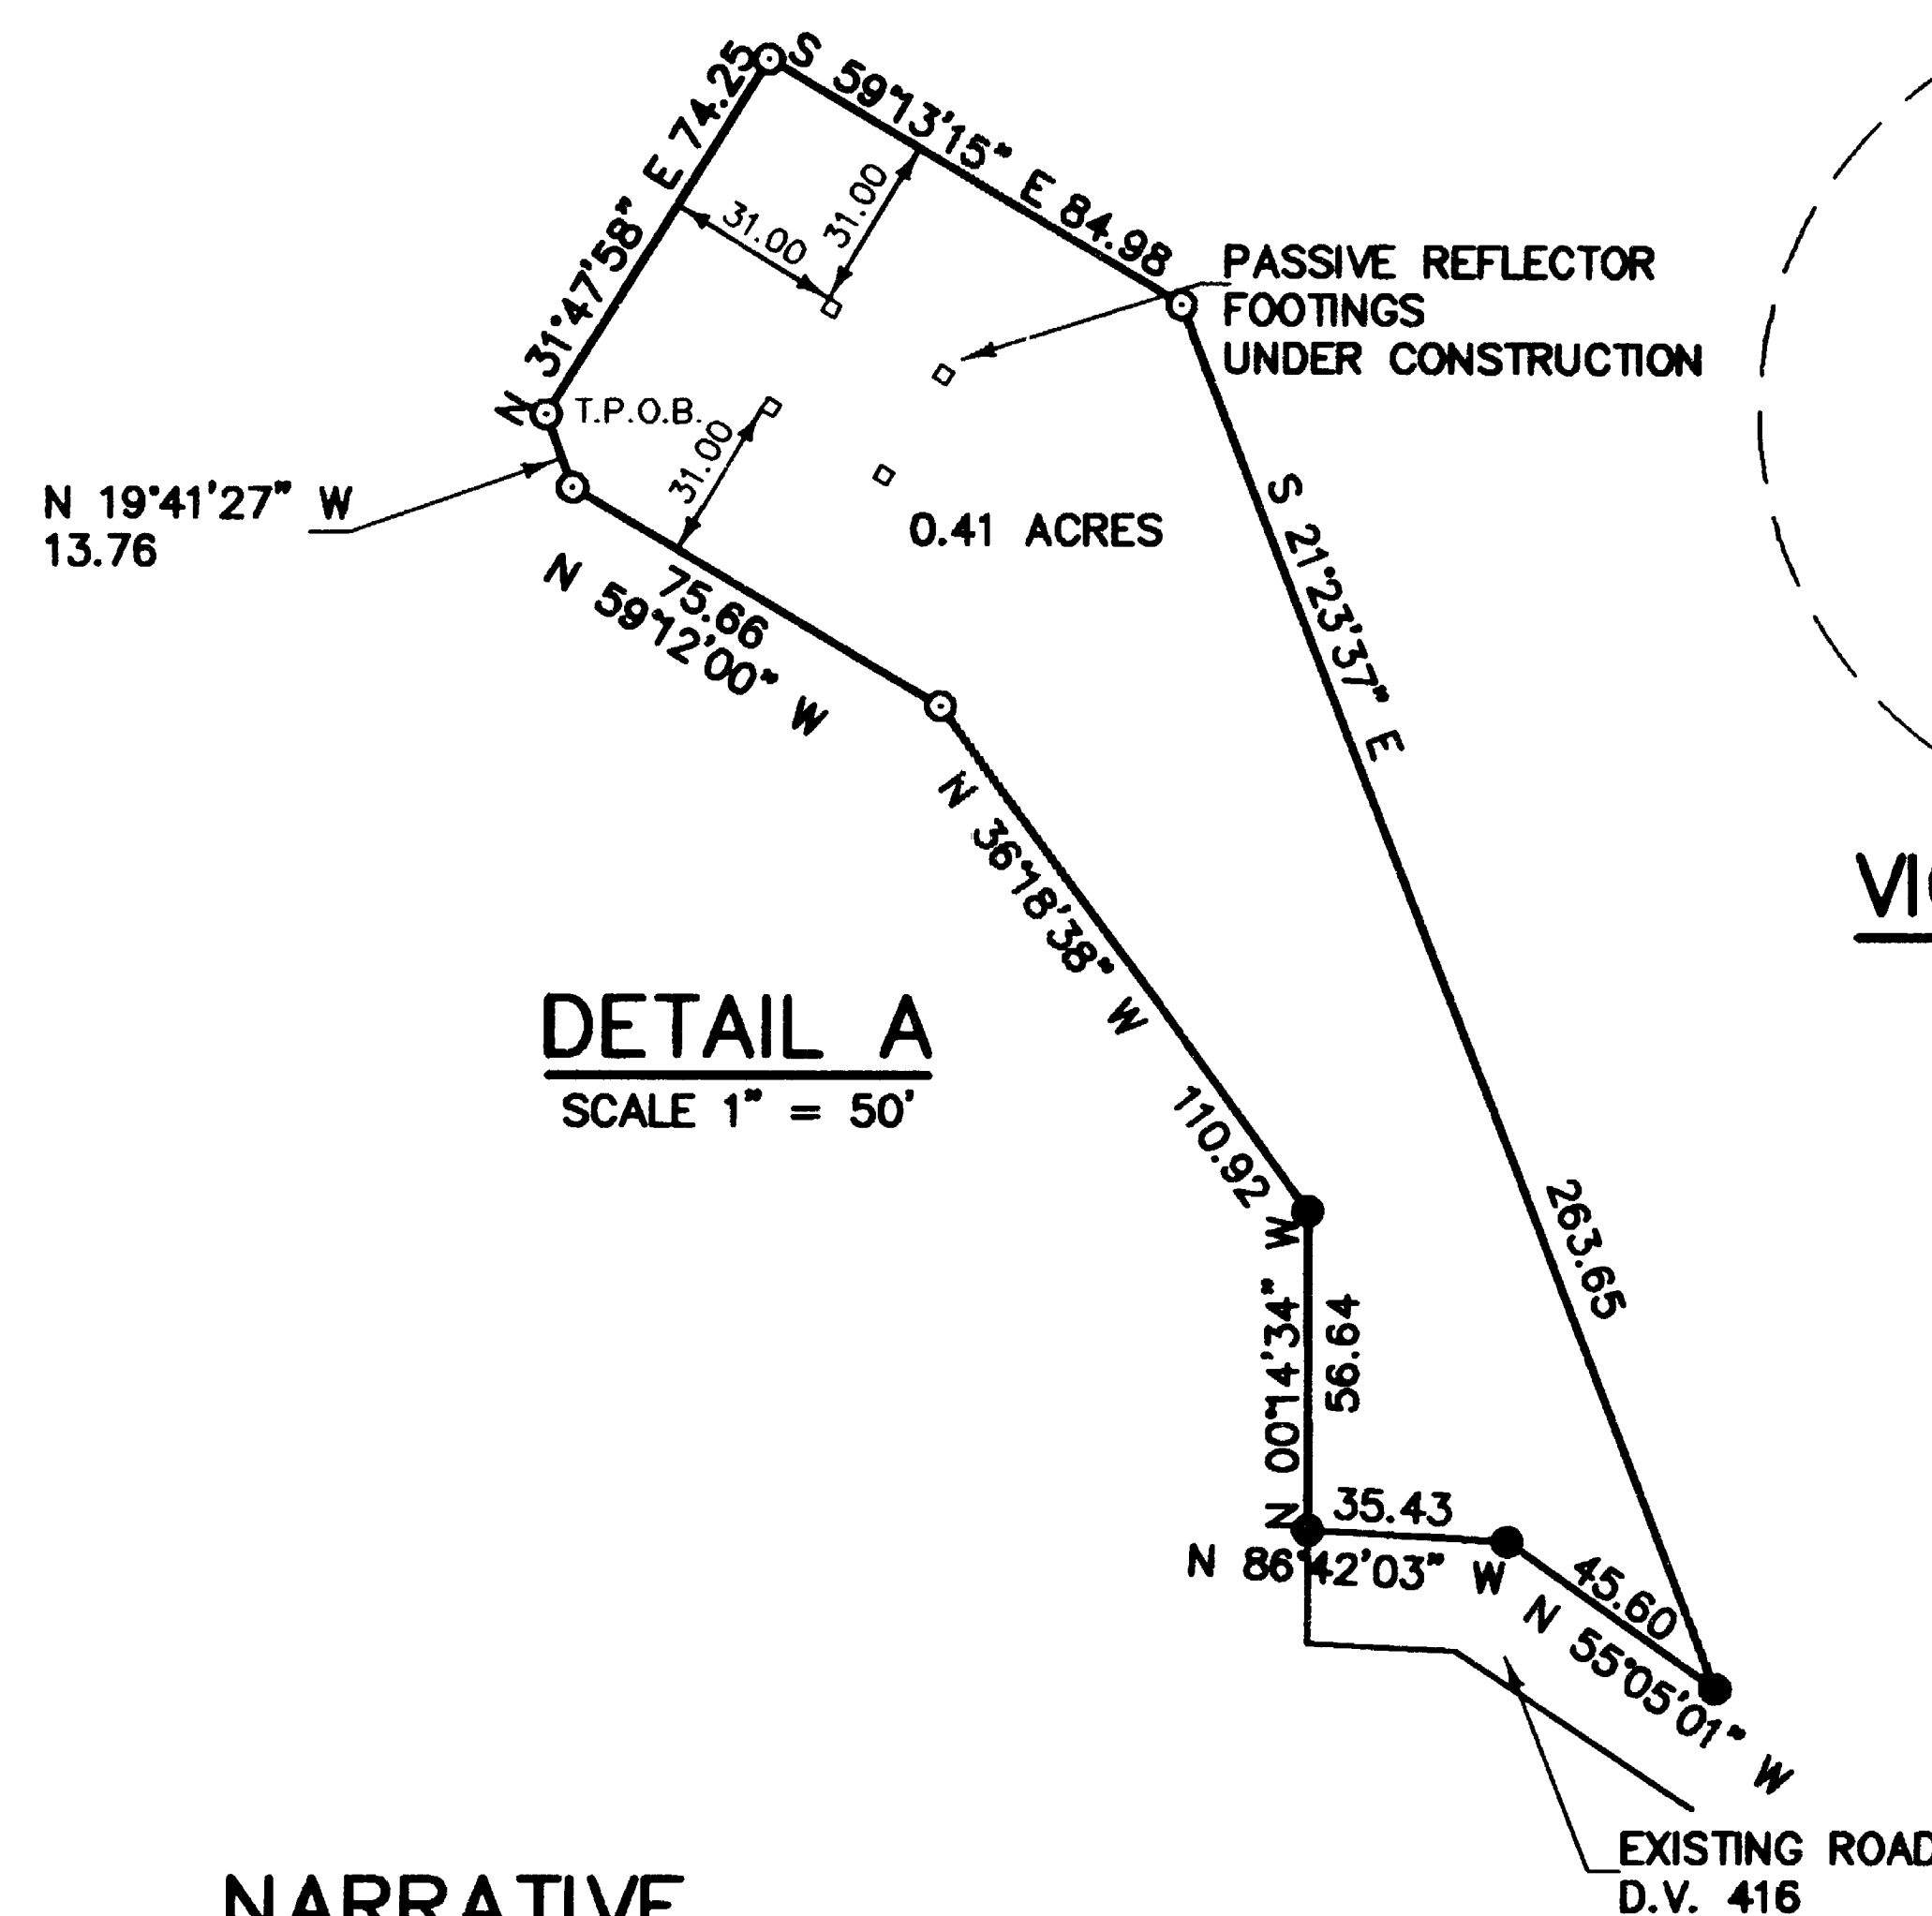 N 31°47'58" E 74.25
S 59°13'15" E 84.98
31.00
31.00
PASSIVE REFLECTOR
FOOTINGS
UNDER CONSTRUCTION
T.P.O.B.
31.00
N 19°41'27" W
13.76
0.41 ACRES
75.66
N 59°12'00" W
S 21°23'37" E
263.65
N 36°18'38" W
110.92
DETAIL A
SCALE 1" = 50'
N 00°14'34" W
56.64
35.43
N 86°42'03" W
45.60
N 55°05'01" W
EXISTING ROAD
D.V. 416
NARRATIVE